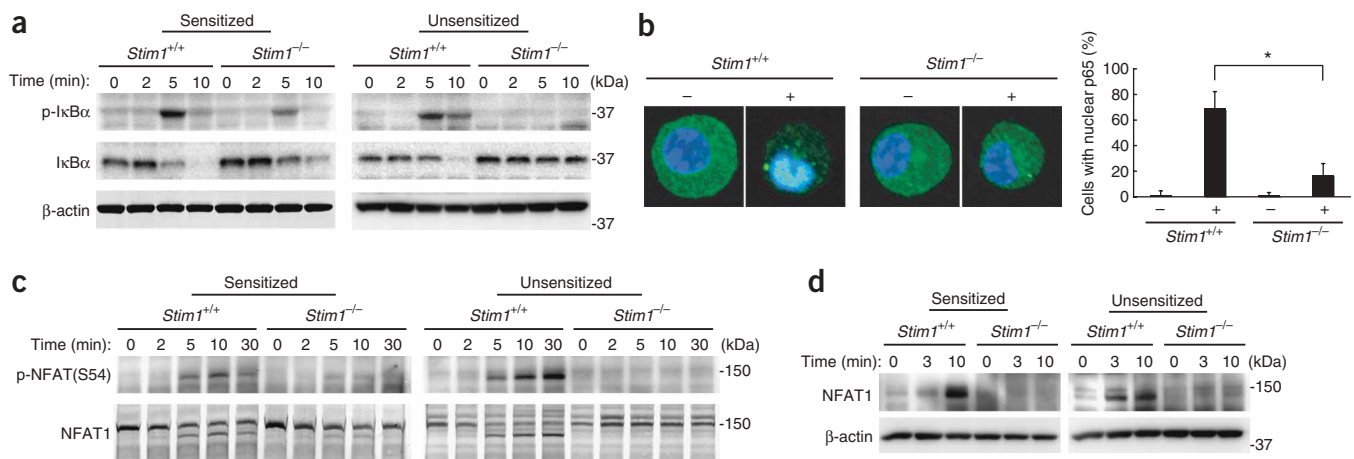 a
Sensitized Unsensitized
Stim1+/+ Stim1–/– Stim1+/+ Stim1–/–
Time (min): 0 2 5 10 0 2 5 10 0 2 5 10 0 2 5 10 (kDa)
p-IκBα -37
IκBα -37
β-actin
-37
b
Stim1+/+ Stim1–/–
– + – +
Cells with nuclear p65 (%)
100
80
60
40
20
0
*
– + – +
Stim1+/+ Stim1–/–
c
Sensitized Unsensitized
Stim1+/+ Stim1–/– Stim1+/+ Stim1–/–
Time (min): 0 2 5 10 30 0 2 5 10 30 0 2 5 10 30 0 2 5 10 30 (kDa)
p-NFAT(S54) -150
NFAT1 -150
d
Sensitized Unsensitized
Stim1+/+ Stim1–/– Stim1+/+ Stim1–/–
Time (min): 0 3 10 0 3 10 0 3 10 0 3 10 (kDa)
NFAT1 -150
β-actin
-37